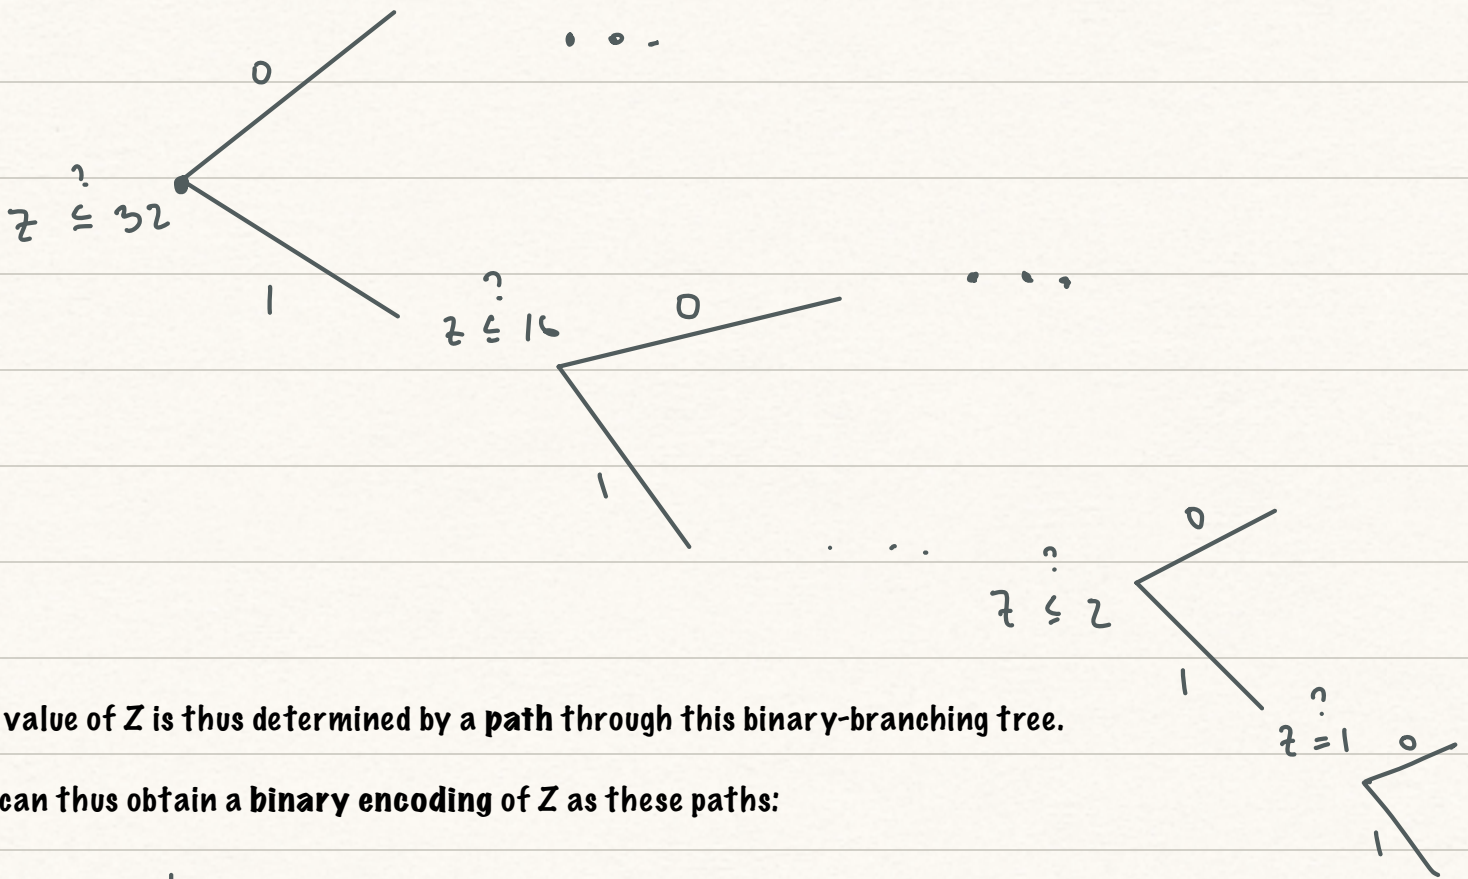 0
?
Z ≤ 32
1
?
Z ≤ 16
0
1
0
?
Z ≤ 2
1
value of Z is thus determined by a path through this binary-branching tree.
?
Z = 1
0
can thus obtain a binary encoding of Z as these paths:
1